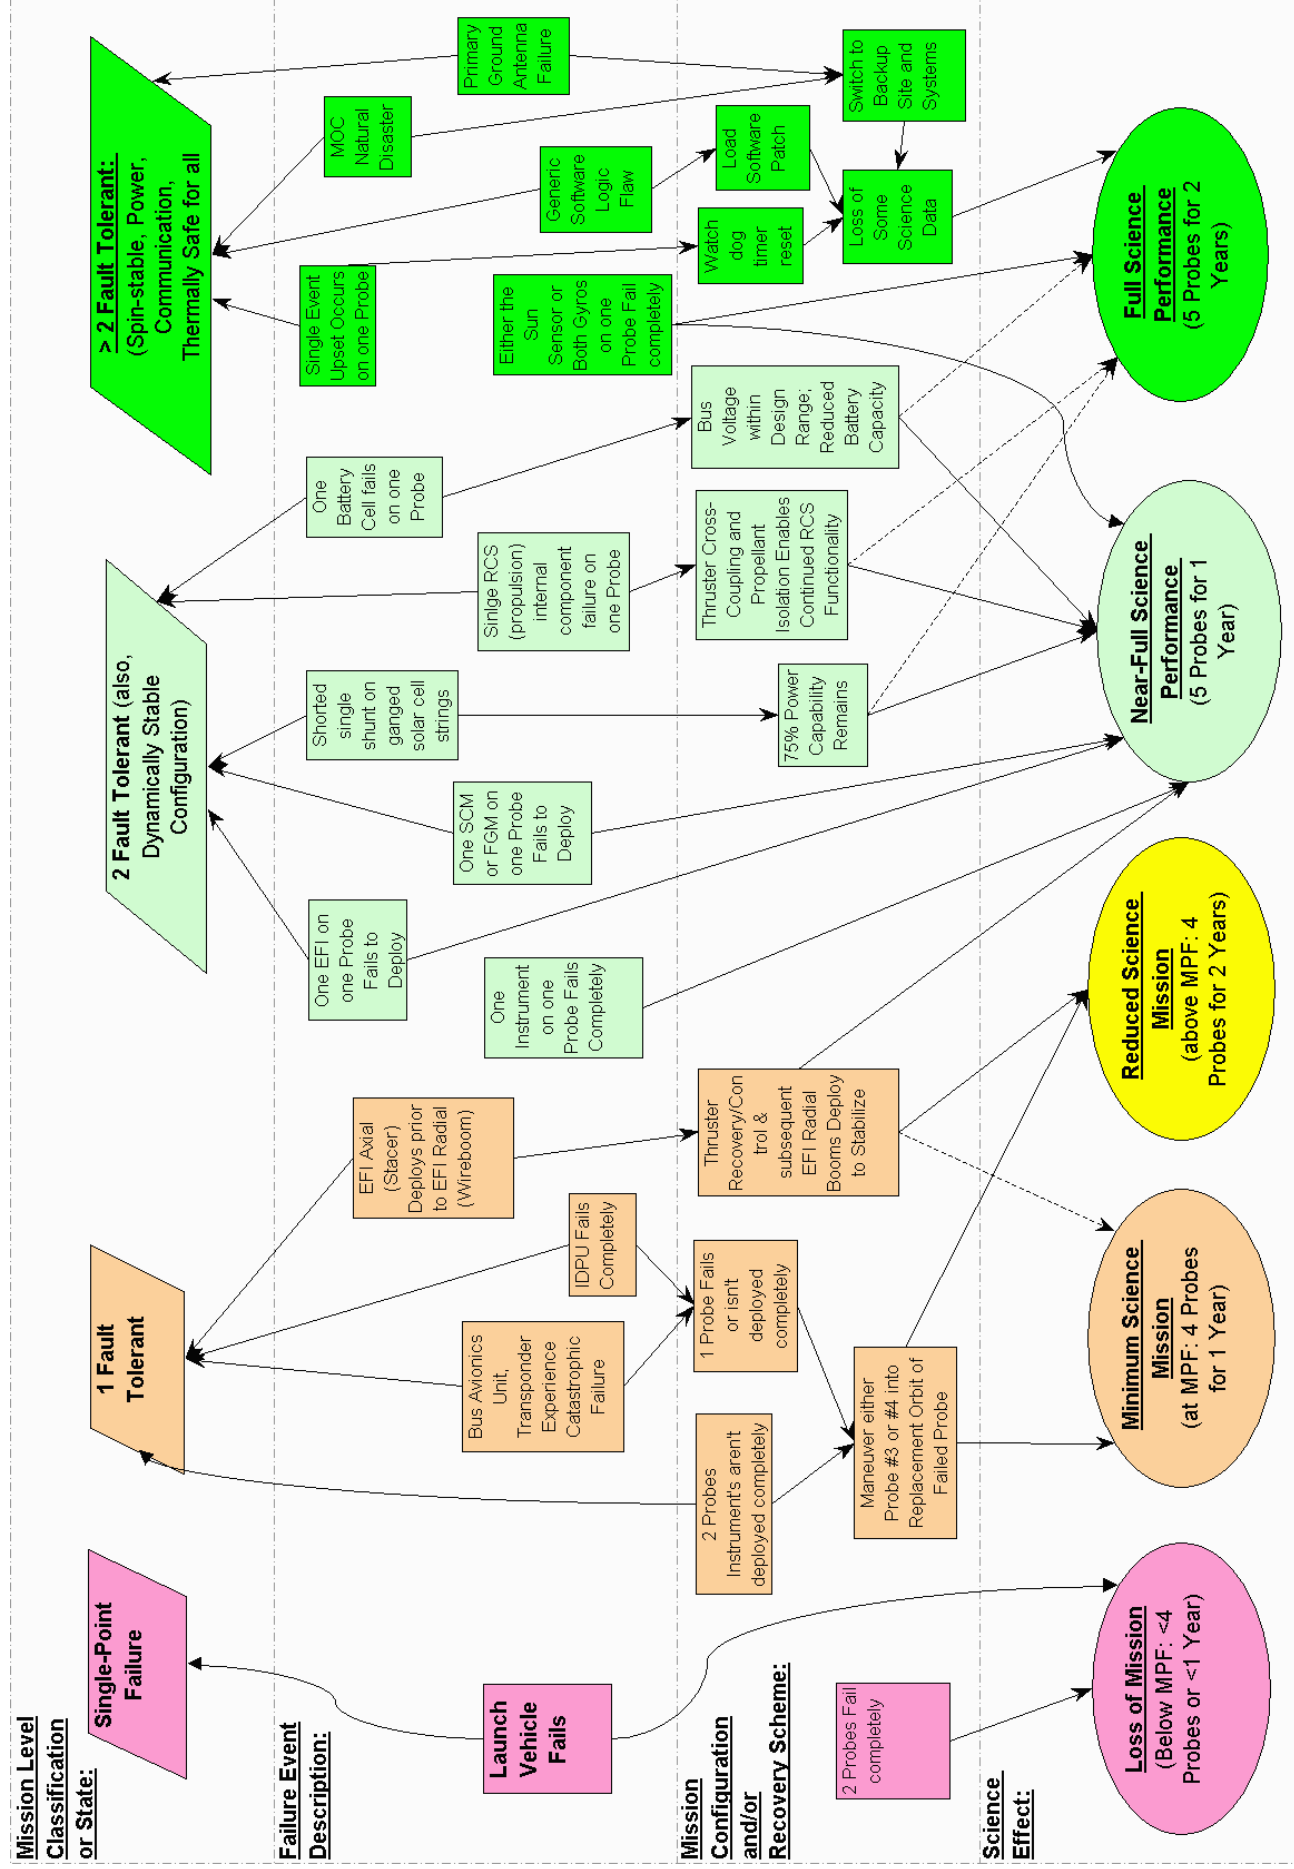 Mission Level
Classification
or State:
Single-Point
Failure
1 Fault
Tolerant
2 Fault Tolerant (also,
Dynamically Stable
Configuration)
> 2 Fault Tolerant:
(Spin-stable, Power,
Communication,
Thermally Safe for all
Failure Event
Description:
Launch
Vehicle
Fails
Bus Avionics
Unit,
Transponder
Experience
Catastrophic
Failure
IDPU Fails
Completely
EFI Axial
(Stacer)
Deploys prior
to EFI Radial
(Wireboom)
One
Instrument
on one
Probe Fails
Completely
One EFI on
one Probe
Fails to
Deploy
One SCM
or FGM on
one Probe
Fails to
Deploy
Shorted
single
shunt on
ganged
solar cell
strings
Sinlge RCS
(propulsion)
internal
component
failure on
one Probe
One
Battery
Cell fails
on one
Probe
Either the
Sun
Sensor or
Both Gyros
on one
Probe Fail
completely
Single Event
Upset Occurs
on one Probe
Generic
Software
Logic
Flaw
MOC
Natural
Disaster
Primary
Ground
Antenna
Failure
Mission
Configuration
and/or
Recovery Scheme:
2 Probes Fail
completely
2 Probes
Instrument's aren't
deployed completely
1 Probe Fails
or isn't
deployed
completely
Maneuver either
Probe #3 or #4 into
Replacement Orbit of
Failed Probe
Thruster
Recovery/Con
trol &
subsequent
EFI Radial
Booms Deploy
to Stabilize
75% Power
Capability
Remains
Thruster Cross-
Coupling and
Propellant
Isolation Enables
Continued RCS
Functionality
Bus
Voltage
within
Design
Range;
Reduced
Battery
Capacity
Watch
dog
timer
reset
Load
Software
Patch
Loss of
Some
Science
Data
Switch to
Backup
Site and
Systems
Science
Effect:
Loss of Mission
(Below MPF: <4
Probes or <1 Year)
Minimum Science
Mission
(at MPF: 4 Probes
for 1 Year)
Reduced Science
Mission
(above MPF: 4
Probes for 2 Years)
Near-Full Science
Performance
(5 Probes for 1
Year)
Full Science
Performance
(5 Probes for 2
Years)